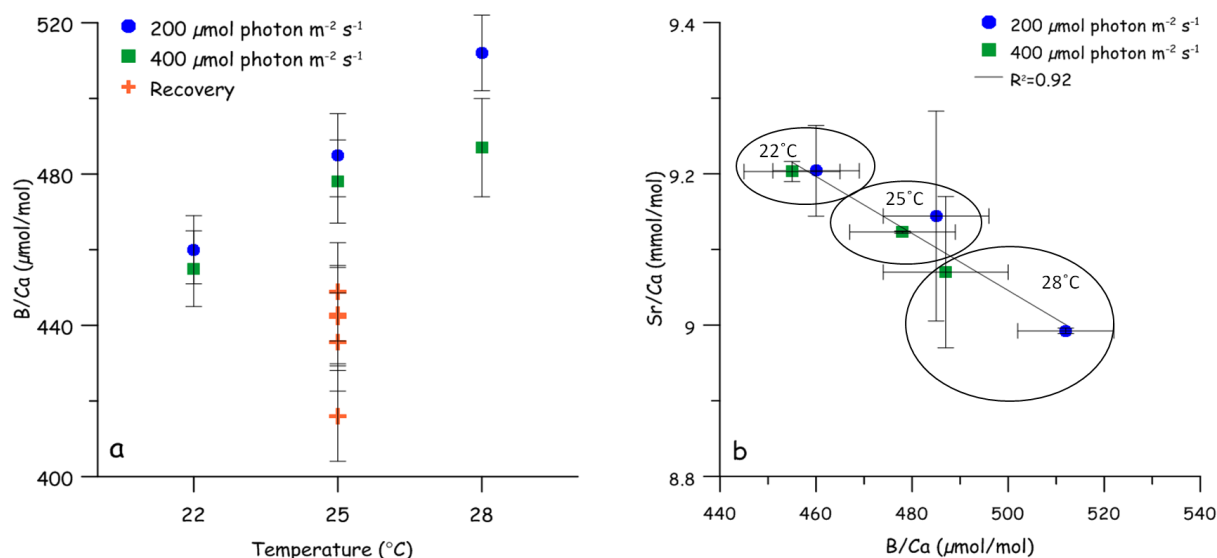 520
480
440
400
B/Ca (µmol/mol)
200 µmol photon m⁻² s⁻¹
400 µmol photon m⁻² s⁻¹
Recovery
a
22
25
28
Temperature (°C)
9.4
9.2
9
8.8
Sr/Ca (mmol/mol)
200 µmol photon m⁻² s⁻¹
400 µmol photon m⁻² s⁻¹
R²=0.92
22°C
25°C
28°C
b
440
460
480
500
520
540
B/Ca (µmol/mol)